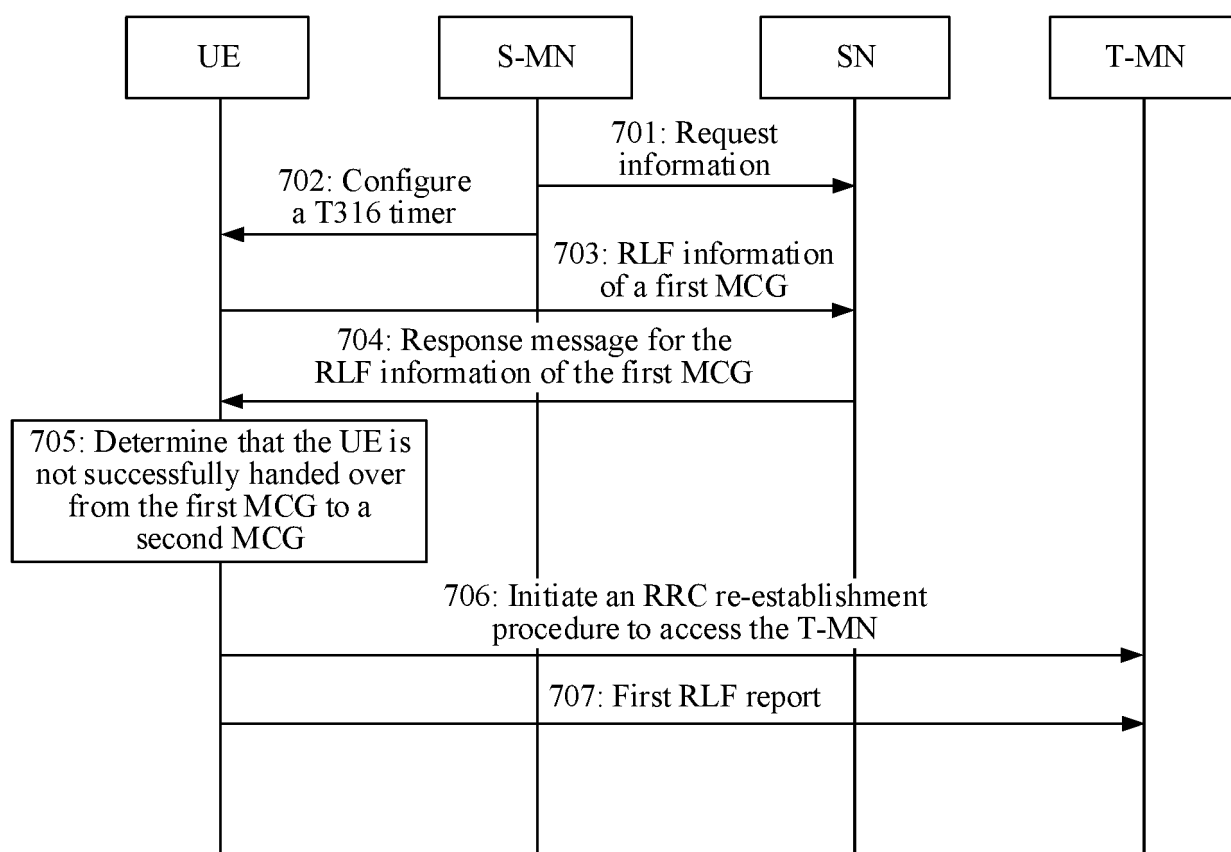 UE
S-MN
SN
T-MN
701: Request
information
702: Configure
a T316 timer
703: RLF information
of a first MCG
704: Response message for the
RLF information of the first MCG
705: Determine that the UE is
not successfully handed over
from the first MCG to a
second MCG
706: Initiate an RRC re-establishment
procedure to access the T-MN
707: First RLF report